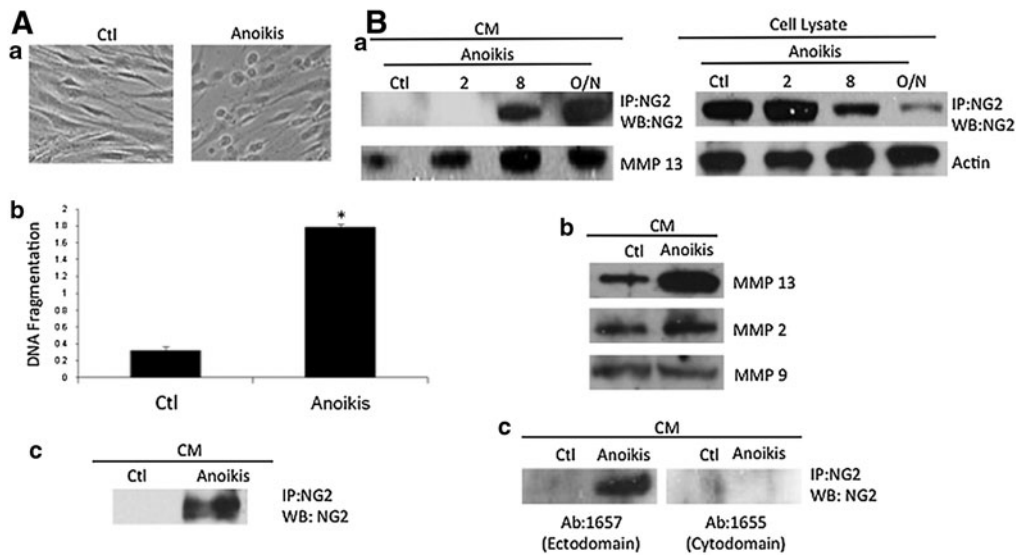 A
a
Ctl
Anoikis
b
DNA Fragmentation
2
1.8
1.6
1.4
1.2
1.0
0.8
0.6
0.4
0.2
0
*
Ctl
Anoikis
c
CM
Ctl
Anoikis
IP:NG2
WB: NG2
B
a
CM
Anoikis
Ctl 2 8 O/N
IP:NG2
WB:NG2
MMP 13
Cell Lysate
Anoikis
Ctl 2 8 O/N
IP:NG2
WB:NG2
Actin
b
CM
Ctl Anoikis
MMP 13
MMP 2
MMP 9
c
CM
Ctl Anoikis Ctl Anoikis
IP:NG2
WB: NG2
Ab:1657
(Ectodomain)
Ab:1655
(Cytodomain)